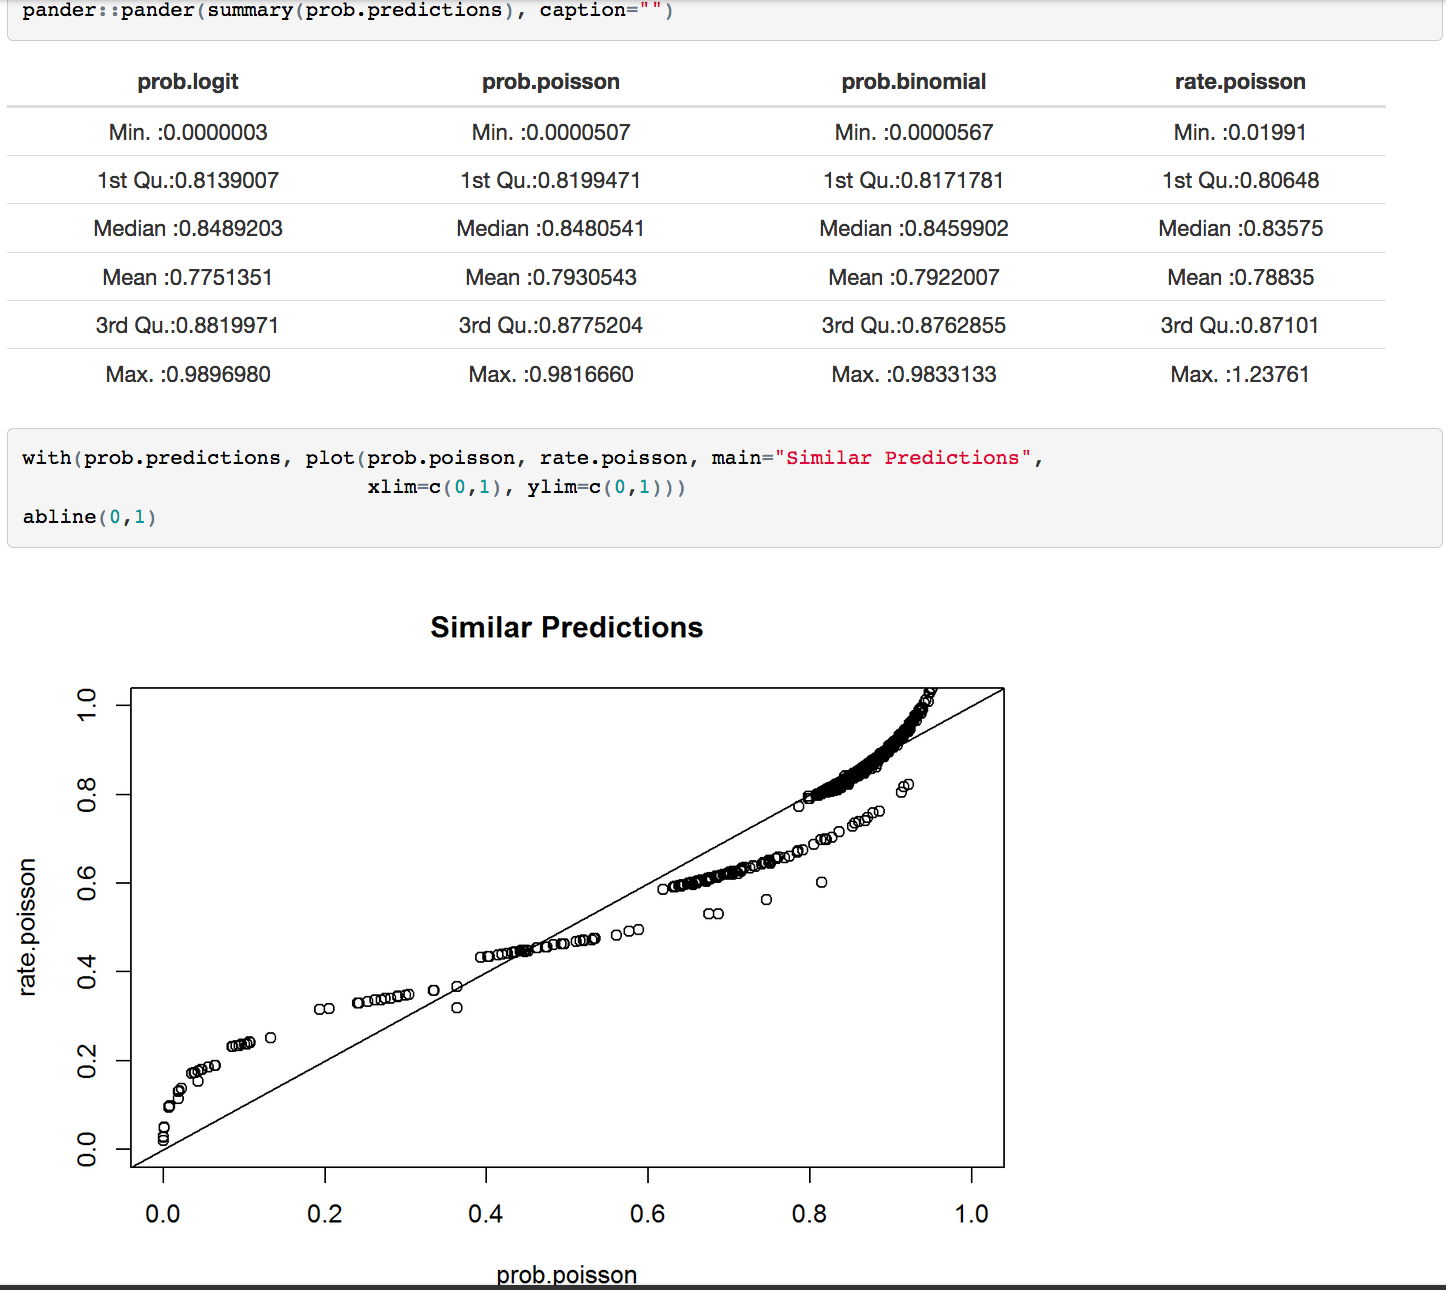 pander::pander(summary(prob.predictions), caption="")
prob.logit prob.poisson prob.binomial rate.poisson
Min. :0.0000003 Min. :0.0000507 Min. :0.0000567 Min. :0.01991
1st Qu.:0.8139007 1st Qu.:0.8199471 1st Qu.:0.8171781 1st Qu.:0.80648
Median :0.8489203 Median :0.8480541 Median :0.8459902 Median :0.83575
Mean :0.7751351 Mean :0.7930543 Mean :0.7922007 Mean :0.78835
3rd Qu.:0.8819971 3rd Qu.:0.8775204 3rd Qu.:0.8762855 3rd Qu.:0.87101
Max. :0.9896980 Max. :0.9816660 Max. :0.9833133 Max. :1.23761
with(prob.predictions, plot(prob.poisson, rate.poisson, main="Similar Predictions",
xlim=c(0,1), ylim=c(0,1)))
abline(0,1)
Similar Predictions
rate.poisson
1.0
0.8
0.6
0.4
0.2
0.0
0.0 0.2 0.4 0.6 0.8 1.0
prob.poisson